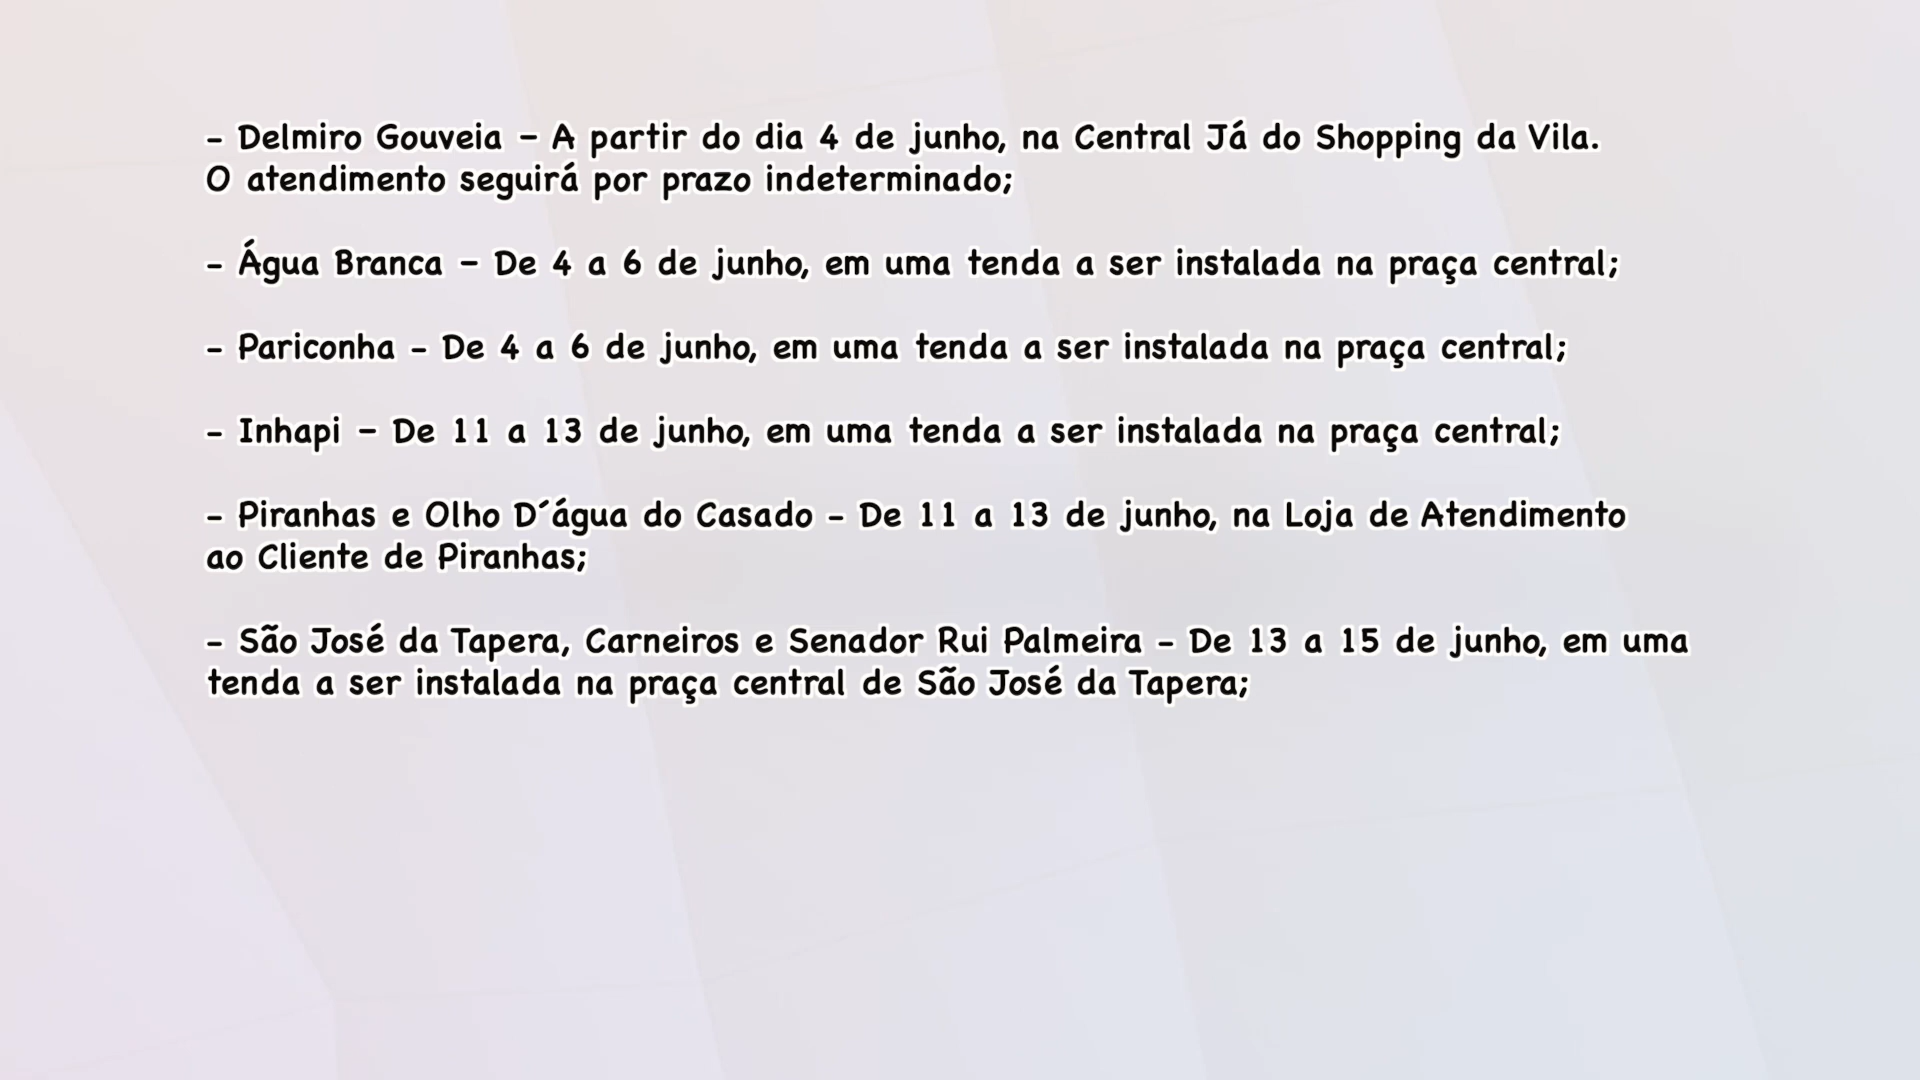 - Delmiro Gouveia – A partir do dia 4 de junho, na Central Já do Shopping da Vila.
O atendimento seguirá por prazo indeterminado;
- Água Branca – De 4 a 6 de junho, em uma tenda a ser instalada na praça central;
- Pariconha - De 4 a 6 de junho, em uma tenda a ser instalada na praça central;
- Inhapi – De 11 a 13 de junho, em uma tenda a ser instalada na praça central;
- Piranhas e Olho D´água do Casado - De 11 a 13 de junho, na Loja de Atendimento
ao Cliente de Piranhas;
- São José da Tapera, Carneiros e Senador Rui Palmeira - De 13 a 15 de junho, em uma
tenda a ser instalada na praça central de São José da Tapera;